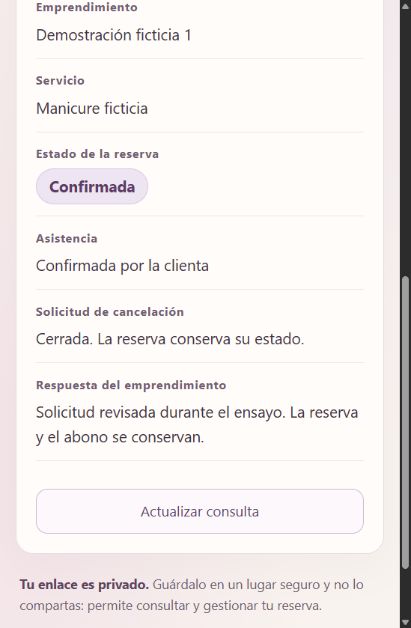 Emprendimiento
Demostración ficticia 1
Servicio
Manicure ficticia
Estado de la reserva
Confirmada
Asistencia
Confirmada por la clienta
Solicitud de cancelación
Cerrada. La reserva conserva su estado.
Respuesta del emprendimiento
Solicitud revisada durante el ensayo. La reserva
y el abono se conservan.
Actualizar consulta
Tu enlace es privado. Guárdalo en un lugar seguro y no lo
compartas: permite consultar y gestionar tu reserva.